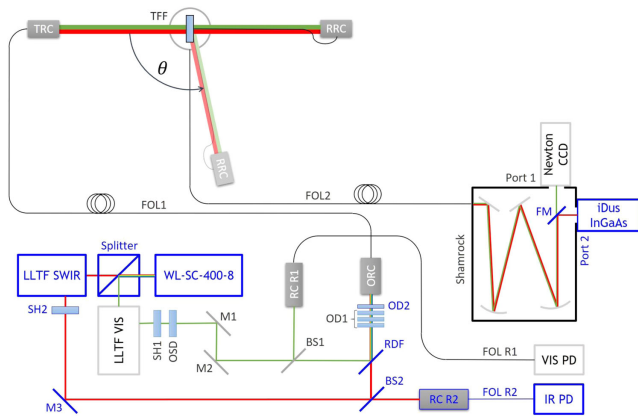 TFF
TRC
RRC
θ
RRC
FOL1
FOL2
Port 1
Newton
CCD
FM
iDus
InGaAs
Port 2
Shamrock
Splitter
LLTF SWIR
WL-SC-400-8
SH2
LLTF VIS
SH1
OSD
M1
M2
BS1
RC R1
ORC
OD2
OD1
RDF
BS2
M3
RC R2
FOL R1
VIS PD
FOL R2
IR PD